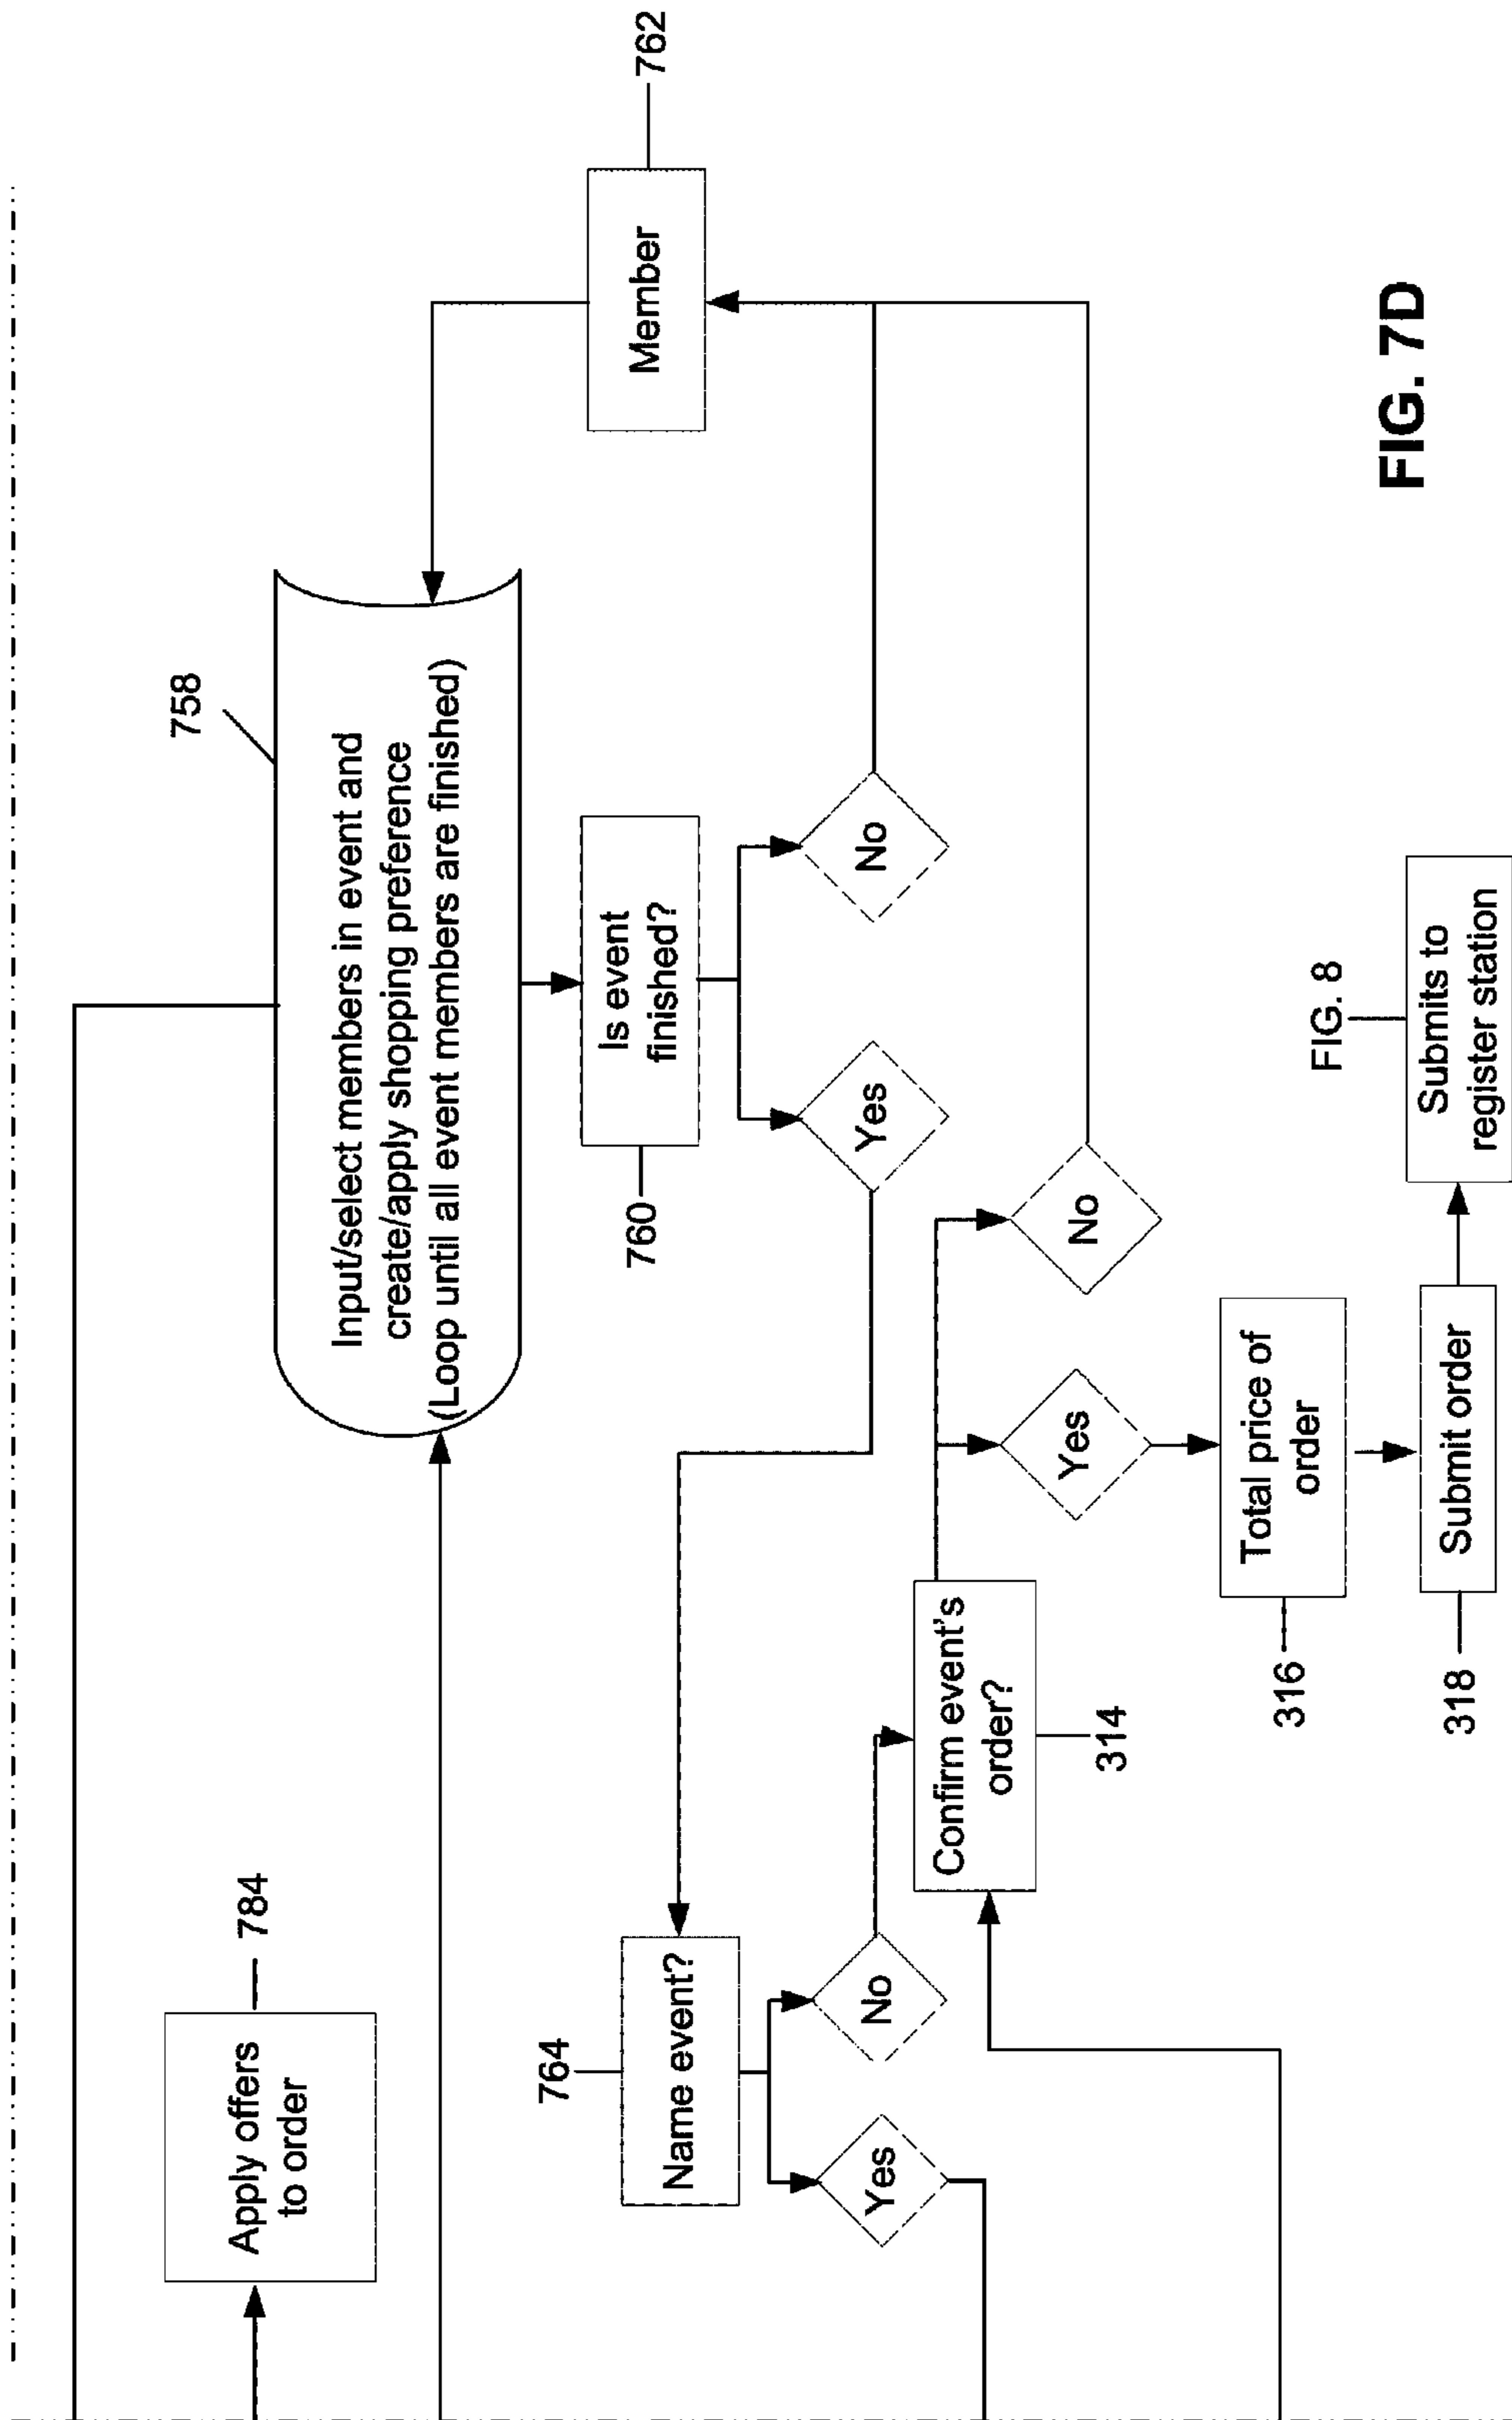 758
Input/select members in event and
create/apply shopping preference
(Loop until all event members are finished)
784
Apply offers
to order
762
Member
760
Is event
finished?
Yes
No
764
Name event?
Yes
No
Confirm event's
order?
314
Yes
No
Total price of
order
316
Submit order
318
FIG. 8
Submits to
register station
FIG. 7D